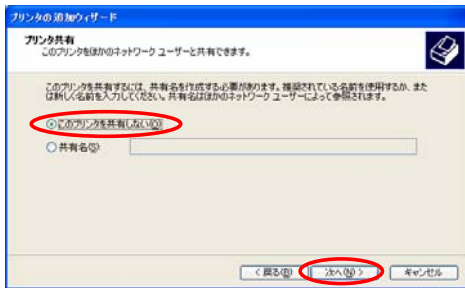 プリンタの追加ウィザード
プリンタ共有
このプリンタをほかのネットワーク ユーザーと共有できます。
このプリンタを共有するには、共有名を作成する必要があります。推奨されている名前を使用するか、また
は新しく名前を入力してください。共有名はほかのネットワーク ユーザーによって参照されます。
このプリンタを共有しない(O)
共有名(S):
< 戻る(B)
次へ(N) >
キャンセル